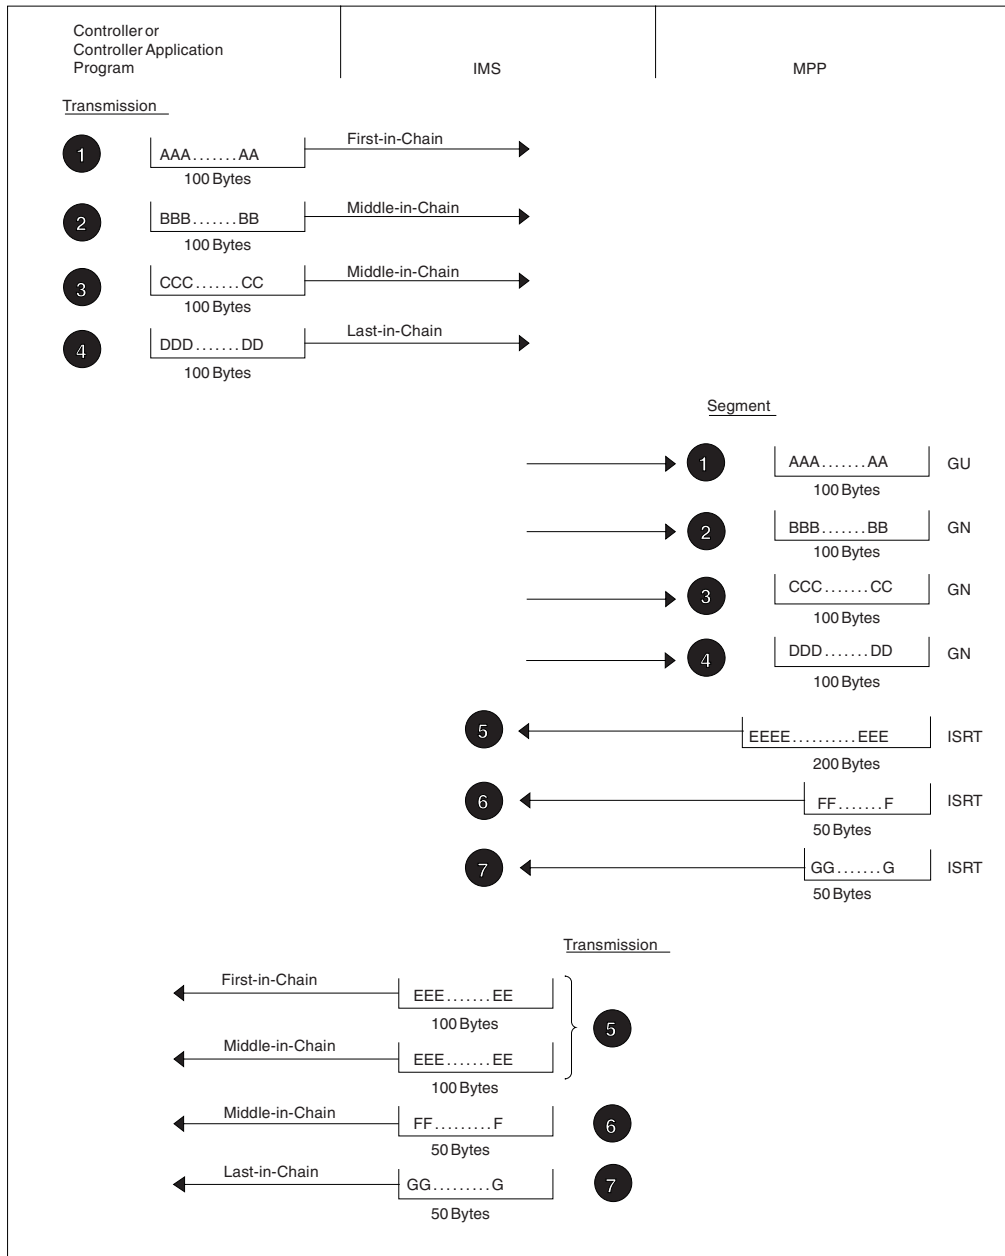 Controller or
Controller Application
Program
IMS
MPP
Transmission
1
AAA.......AA
First-in-Chain
100 Bytes
2
BBB.......BB
Middle-in-Chain
100 Bytes
3
CCC.......CC
Middle-in-Chain
100 Bytes
4
DDD.......DD
Last-in-Chain
100 Bytes
Segment
1
AAA.......AA
GU
100 Bytes
2
BBB.......BB
GN
100 Bytes
3
CCC.......CC
GN
100 Bytes
4
DDD.......DD
GN
100 Bytes
5
EEEE..........EEE
ISRT
200 Bytes
6
FF.......F
ISRT
50 Bytes
7
GG.......G
ISRT
50 Bytes
Transmission
First-in-Chain
EEE.......EE
100 Bytes
5
Middle-in-Chain
EEE.......EE
100 Bytes
Middle-in-Chain
FF.........F
6
50 Bytes
Last-in-Chain
GG.........G
7
50 Bytes